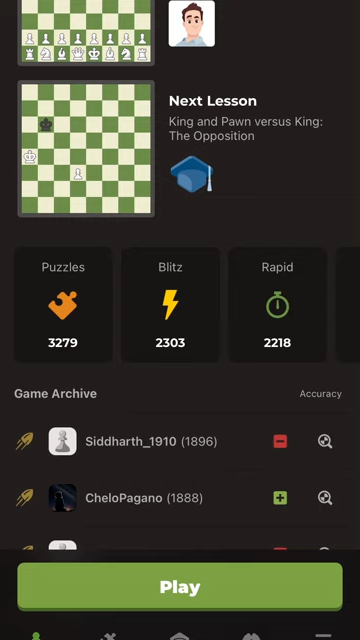 Next Lesson
King and Pawn versus King:
The Opposition
Puzzles
Blitz
Rapid
3279
2303
2218
Game Archive
Accuracy
Siddharth_1910 (1896)
CheloPagano (1888)
Play